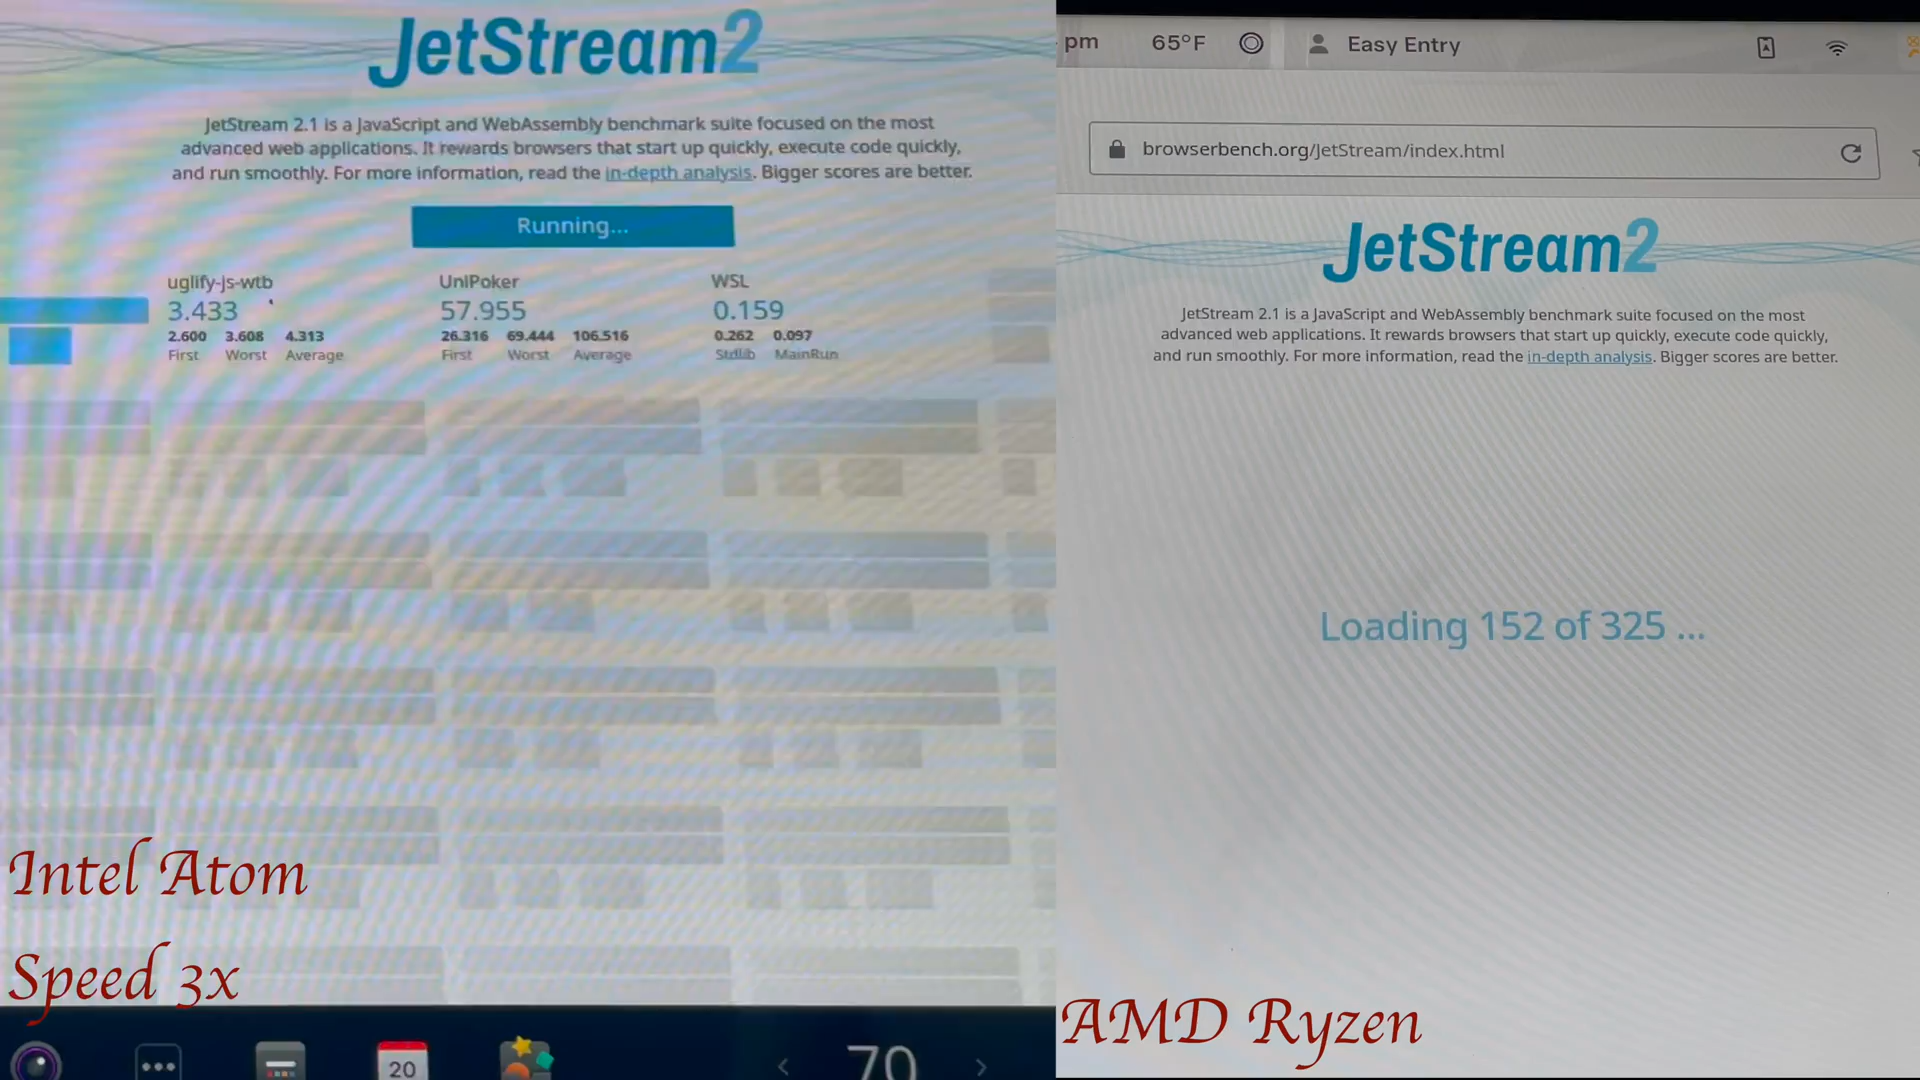 JetStream2
JetStream 2.1 is a JavaScript and WebAssembly benchmark suite focused on the most
advanced web applications. It rewards browsers that start up quickly, execute code quickly,
and run smoothly. For more information, read the in-depth analysis. Bigger scores are better.
Running...
uglify-js-wtb UniPoker WSL
3.433 57.955 0.159
2.600 3.608 4.313 26.316 69.444 106.516 0.262 0.097
First Worst Average First Worst Average Stdlib MainRun
Intel Atom
Speed 3x
20
70
pm 65°F Easy Entry
browserbench.org/JetStream/index.html
JetStream2
JetStream 2.1 is a JavaScript and WebAssembly benchmark suite focused on the most
advanced web applications. It rewards browsers that start up quickly, execute code quickly,
and run smoothly. For more information, read the in-depth analysis. Bigger scores are better.
Loading 152 of 325 ...
AMD Ryzen